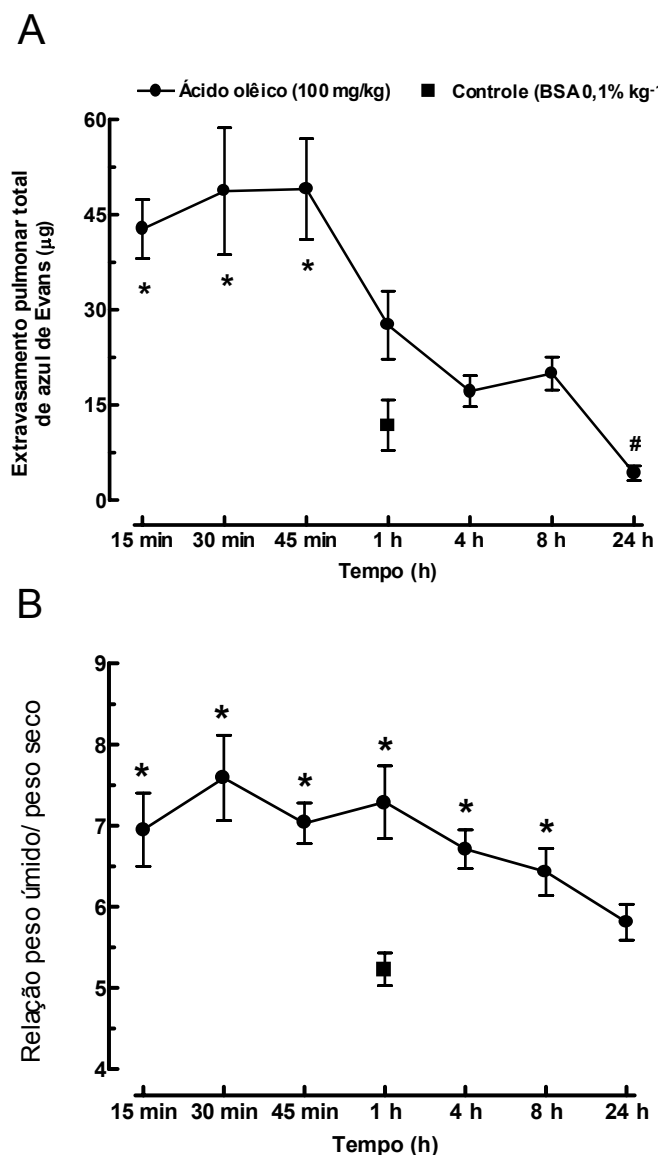 A
Ácido olêico (100 mg/kg) Controle (BSA 0,1% kg-1
Extravasamento pulmonar total
de azul de Evans (µg)
60
45
30
15
0
* * * #
15 min 30 min 45 min 1 h 4 h 8 h 24 h
Tempo (h)
B
Relação peso úmido/ peso seco
9
8
7
6
5
4
* * * * * *
15 min 30 min 45 min 1 h 4 h 8 h 24 h
Tempo (h)